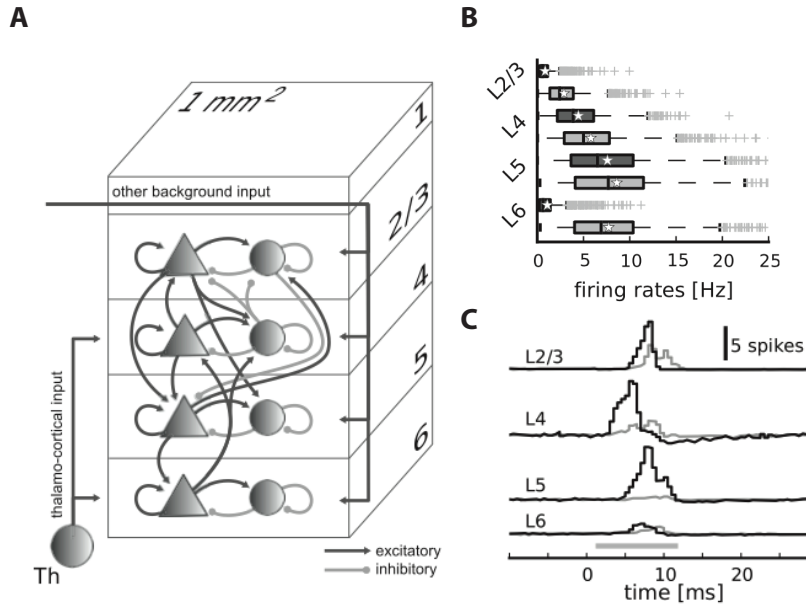 A
1 mm²
1
other background input
2/3
4
5
6
thalamo-cortical input
Th
excitatory
inhibitory
B
L2/3
L4
L5
L6
0 5 10 15 20 25
firing rates [Hz]
C
5 spikes
L2/3
L4
L5
L6
0 10 20
time [ms]